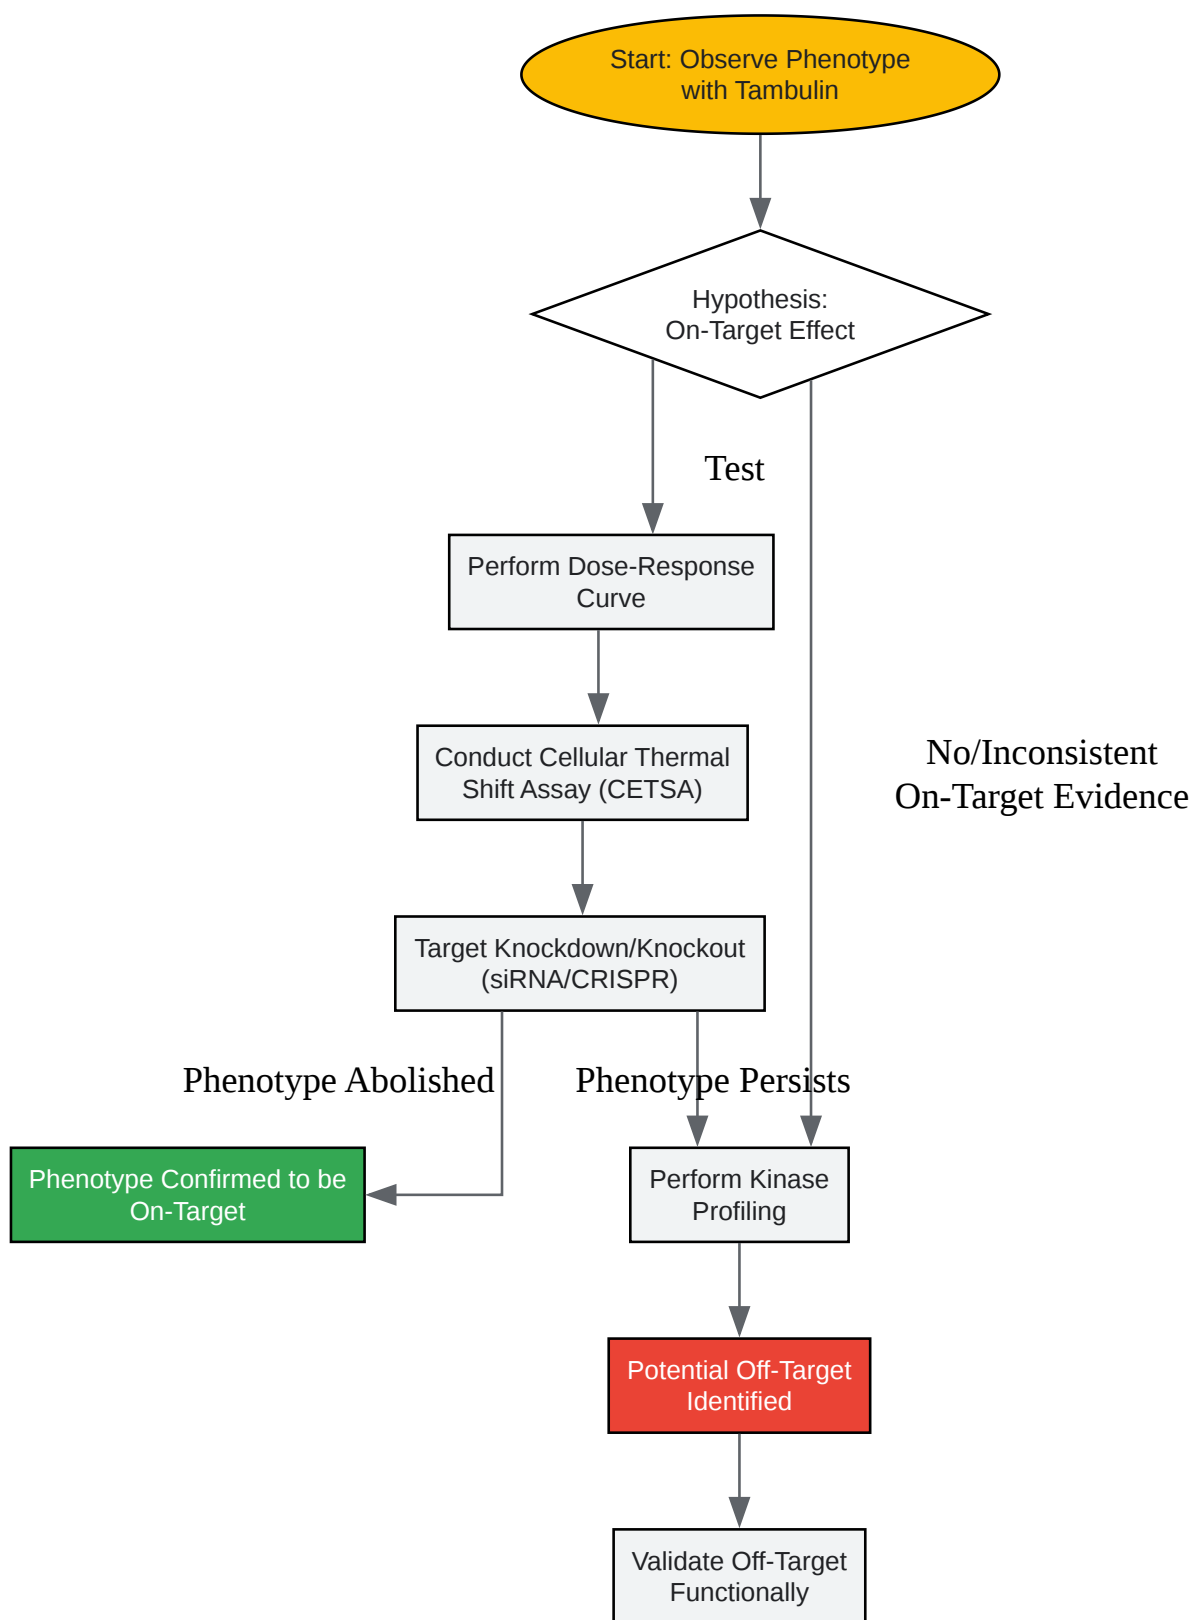 Start: Observe Phenotype
with Tambulin
Hypothesis:
On-Target Effect
Test
Perform Dose-Response
Curve
Conduct Cellular Thermal
Shift Assay (CETSA)
No/Inconsistent
On-Target Evidence
Target Knockdown/Knockout
(siRNA/CRISPR)
Phenotype Abolished
Phenotype Persists
Phenotype Confirmed to be
On-Target
Perform Kinase
Profiling
Potential Off-Target
Identified
Validate Off-Target
Functionally